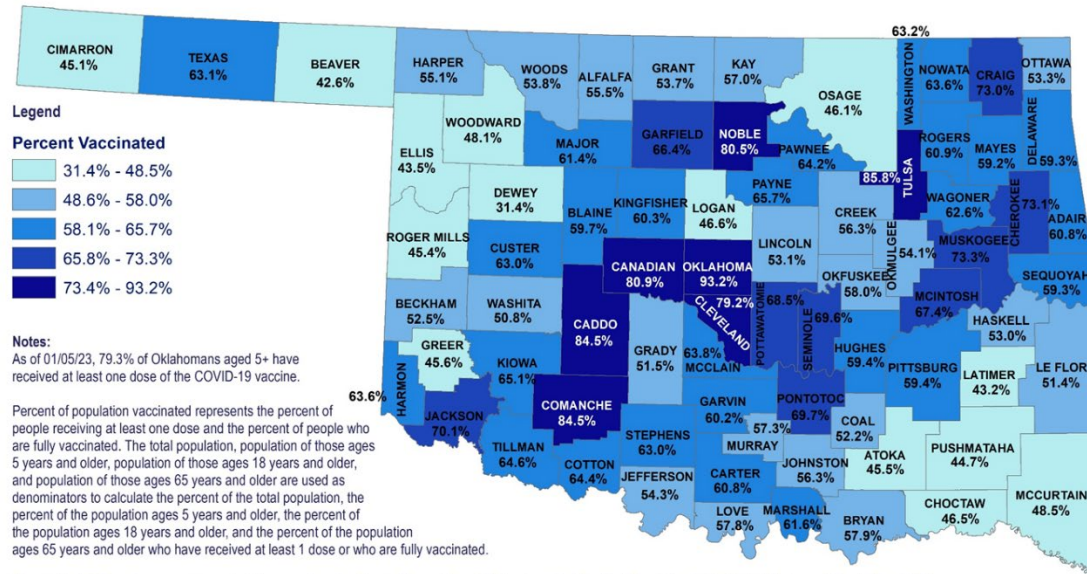 CIMARRON
45.1%
TEXAS
63.1%
BEAVER
42.6%
HARPER
55.1%
WOODS
53.8%
ALFALFA
55.5%
GRANT
53.7%
KAY
57.0%
OSAGE
46.1%
63.2%
WASHINGTON
NOWATA
63.6%
CRAIG
73.0%
OTTAWA
53.3%
Legend
Percent Vaccinated
31.4% - 48.5%
48.6% - 58.0%
58.1% - 65.7%
65.8% - 73.3%
73.4% - 93.2%
WOODWARD
48.1%
ELLIS
43.5%
MAJOR
61.4%
GARFIELD
66.4%
NOBLE
80.5%
PAWNEE
64.2%
TULSA
85.8%
ROGERS
60.9%
MAYES
59.2%
DELAWARE
59.3%
DEWEY
31.4%
BLAINE
59.7%
KINGFISHER
60.3%
LOGAN
46.6%
PAYNE
65.7%
CREEK
56.3%
WAGONER
62.6%
CHEROKEE
73.1%
ADAIR
60.8%
ROGER MILLS
45.4%
CUSTER
63.0%
CANADIAN
80.9%
OKLAHOMA
93.2%
LINCOLN
53.1%
OKMULGEE
54.1%
MUSKOGEE
73.3%
OKFUSKEE
58.0%
MCINTOSH
67.4%
SEQUOYAH
59.3%
BECKHAM
52.5%
WASHITA
50.8%
CADDO
84.5%
GRADY
51.5%
79.2%
CLEVELAND
POTTAWATOMIE
68.5%
SEMINOLE
69.6%
HUGHES
59.4%
PITTSBURG
59.4%
HASKELL
53.0%
LATIMER
43.2%
LE FLOR
51.4%
Notes:
As of 01/05/23, 79.3% of Oklahomans aged 5+ have
received at least one dose of the COVID-19 vaccine.
GREER
45.6%
KIOWA
65.1%
63.6%
HARMON
JACKSON
70.1%
COMANCHE
84.5%
63.8%
MCCLAIN
GARVIN
60.2%
PONTOTOC
69.7%
COAL
52.2%
PUSHMATAHA
44.7%
ATOKA
45.5%
Percent of population vaccinated represents the percent of
people receiving at least one dose and the percent of people who
are fully vaccinated. The total population, population of those ages
5 years and older, population of those ages 18 years and older,
and population of those ages 65 years and older are used as
denominators to calculate the percent of the total population, the
percent of the population ages 5 years and older, the percent of
the population ages 18 years and older, and the percent of the population
ages 65 years and older who have received at least 1 dose or who are fully vaccinated.
TILLMAN
64.6%
COTTON
64.4%
STEPHENS
63.0%
57.3%
MURRAY
JOHNSTON
56.3%
JEFFERSON
54.3%
CARTER
60.8%
LOVE
57.8%
MARSHALL
61.6%
BRYAN
57.9%
CHOCTAW
46.5%
MCCURTAIN
48.5%